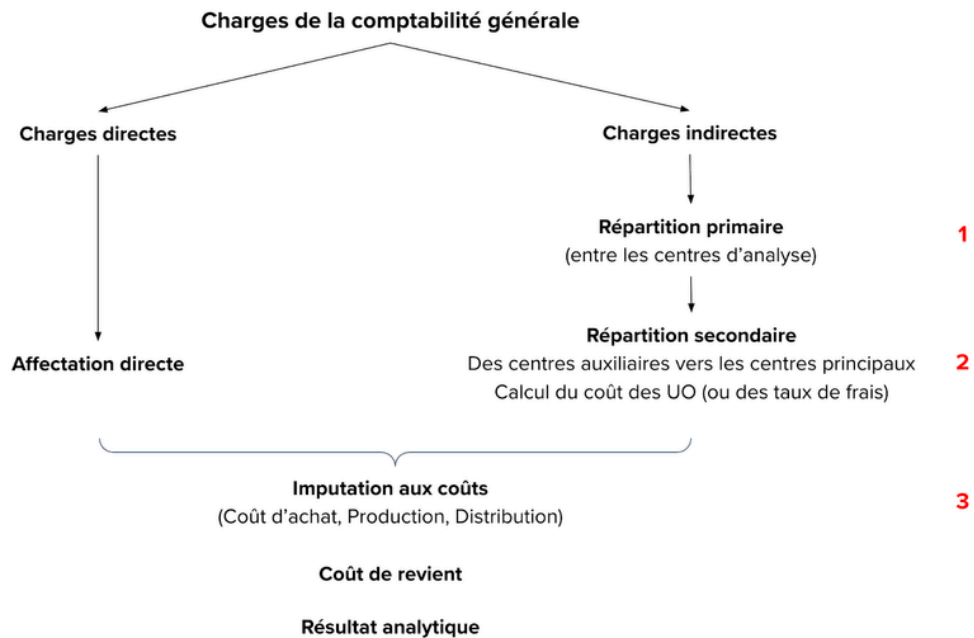 Charges de la comptabilité générale
Charges directes
Charges indirectes
Répartition primaire
(entre les centres d'analyse)
1
Affectation directe
Répartition secondaire
Des centres auxiliaires vers les centres principaux
Calcul du coût des UO (ou des taux de frais)
2
Imputation aux coûts
(Coût d'achat, Production, Distribution)
3
Coût de revient
Résultat analytique